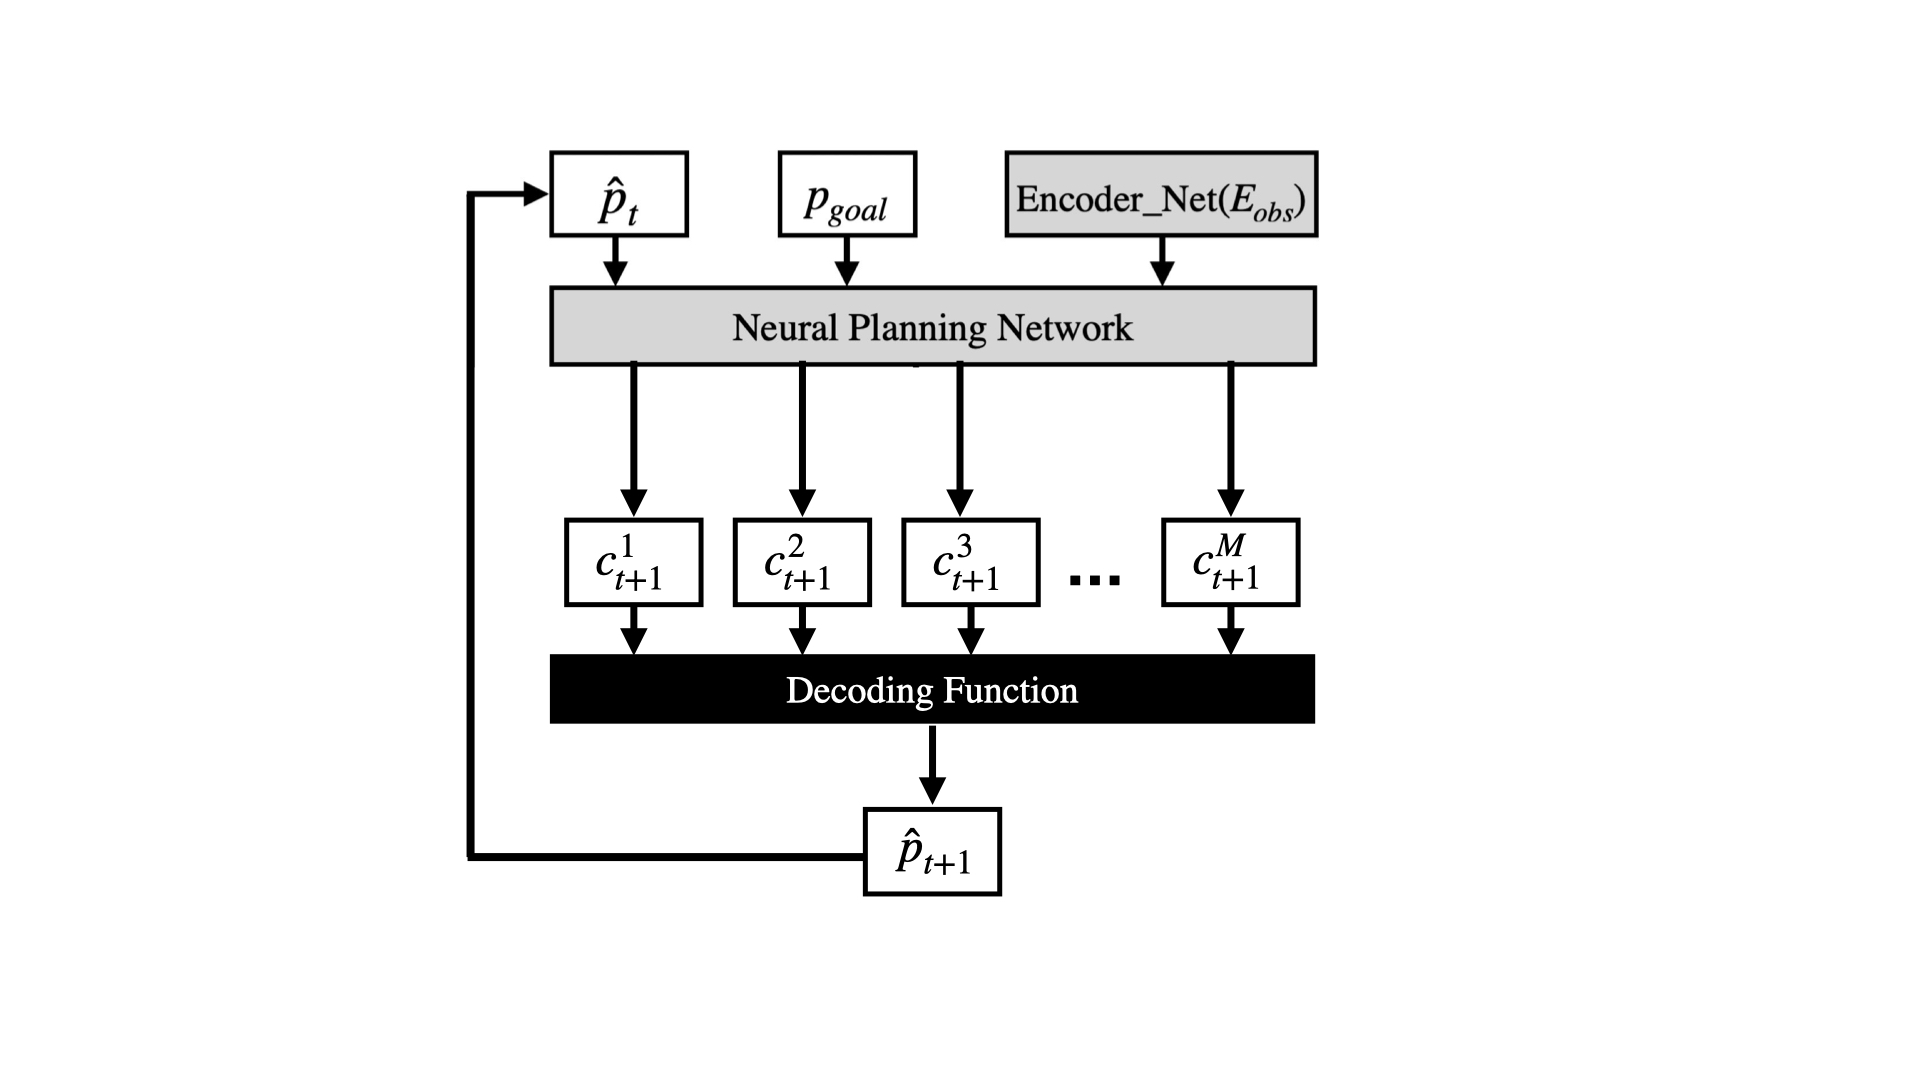 p̂_t
p_goal
Encoder_Net(E_obs)
Neural Planning Network
c^1_{t+1}
c^2_{t+1}
c^3_{t+1}
...
c^M_{t+1}
Decoding Function
p̂_{t+1}